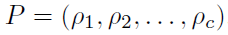 P = (ρ1, ρ2, . . . , ρc)